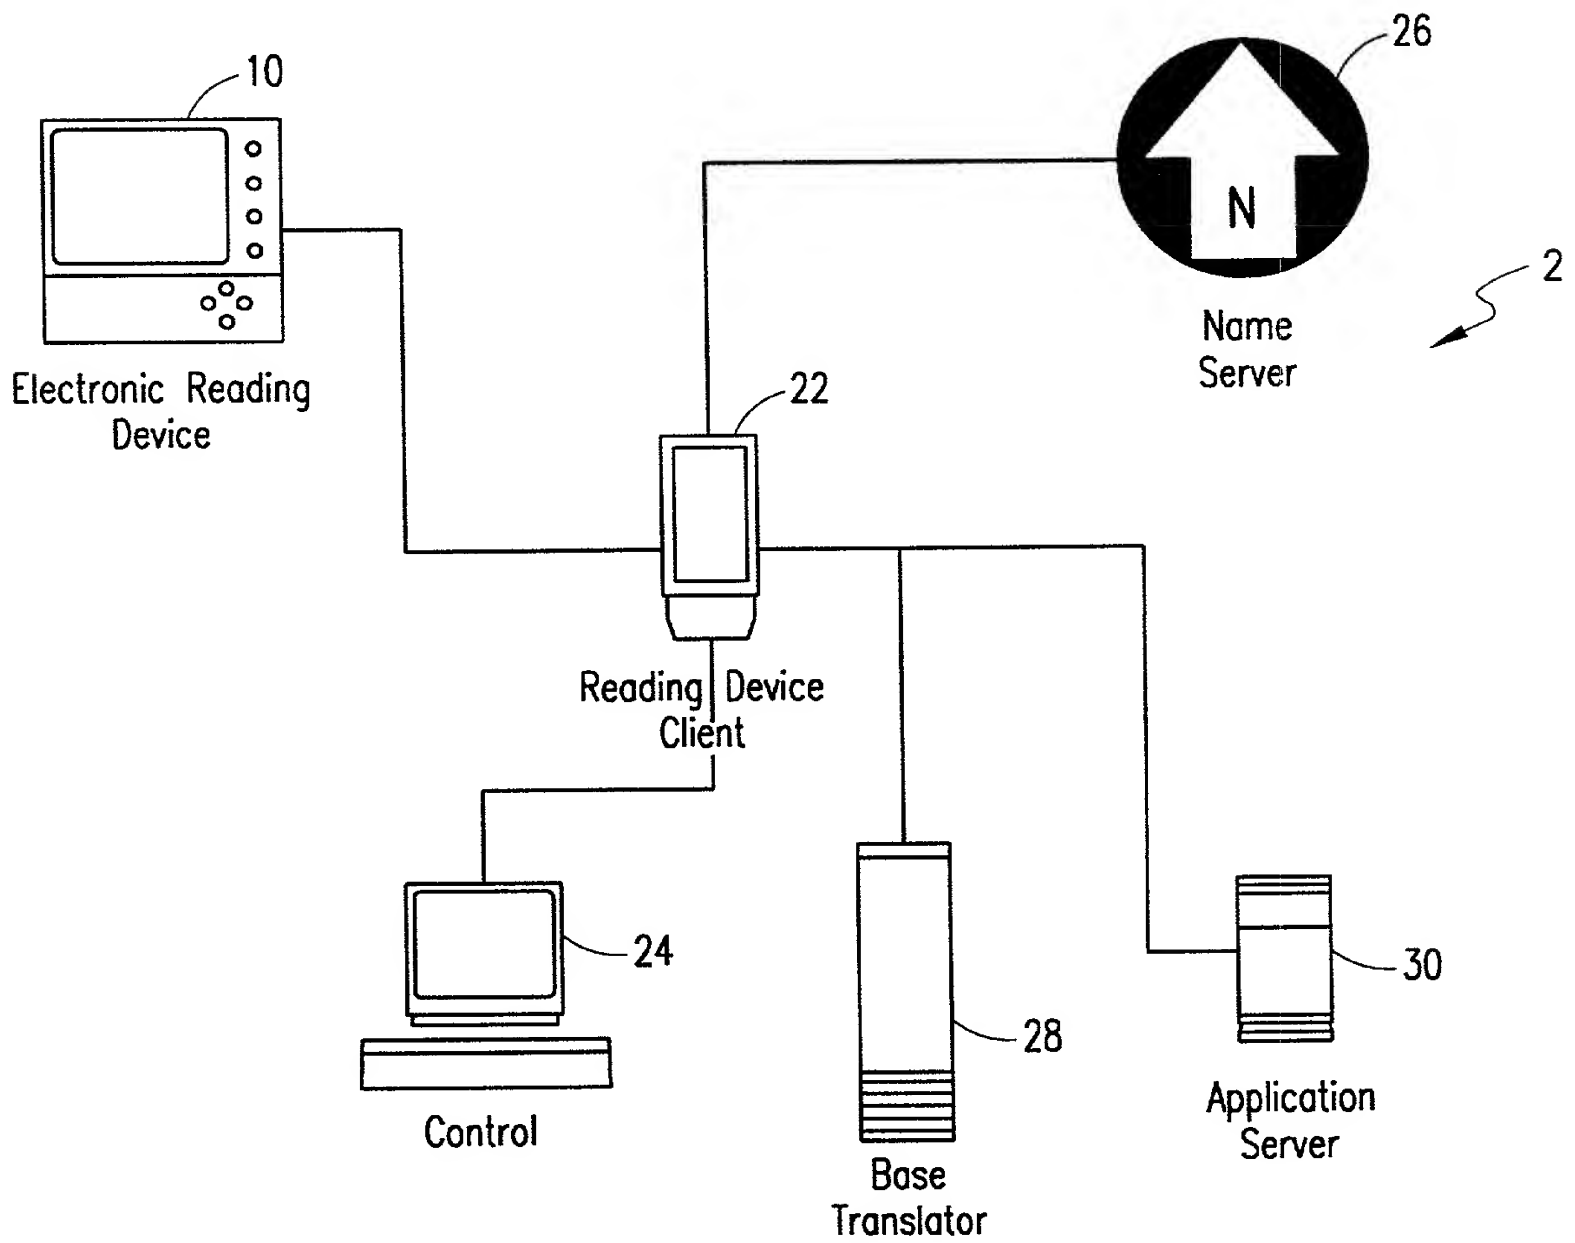 10
Electronic Reading
Device
26
N
Name
Server
2
22
Reading Device
Client
24
Control
28
Base
Translator
30
Application
Server